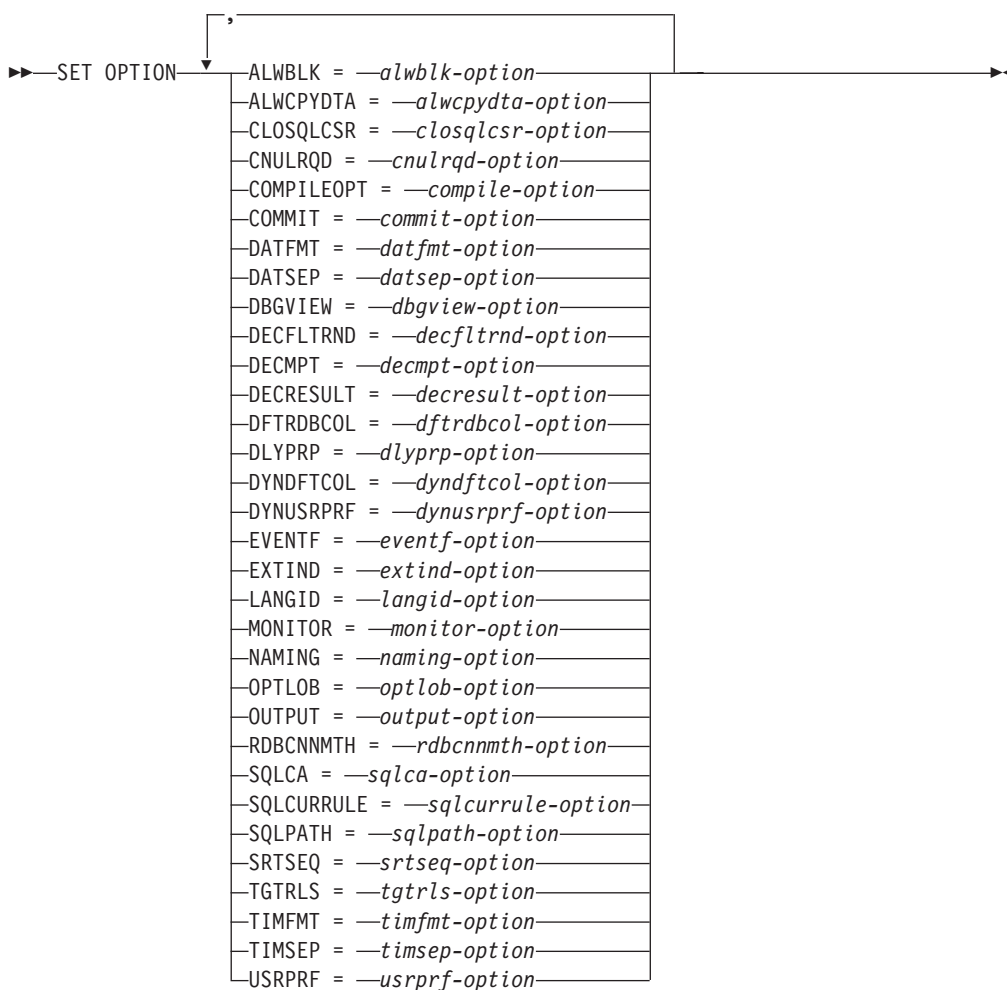 ,
SET OPTION ALWBLK = alwblk-option
ALWCPYDTA = alwcpydta-option
CLOSQLCSR = closqlcsr-option
CNULRQD = cnulrqd-option
COMPILEOPT = compile-option
COMMIT = commit-option
DATFMT = datfmt-option
DATSEP = datsep-option
DBGVIEW = dbgview-option
DECFLTRND = decfltrnd-option
DECMPT = decmpt-option
DECRESULT = decresult-option
DFTRDBCOL = dftrdbcol-option
DLYPRP = dlyprp-option
DYNDFTCOL = dyndftcol-option
DYNUSRPRF = dynusrprf-option
EVENTF = eventf-option
EXTIND = extind-option
LANGID = langid-option
MONITOR = monitor-option
NAMING = naming-option
OPTLOB = optlob-option
OUTPUT = output-option
RDBCNNMTH = rdbcnnmth-option
SQLCA = sqlca-option
SQLCURRULE = sqlcurrule-option
SQLPATH = sqlpath-option
SRTSEQ = srtseq-option
TGTRLS = tgtrls-option
TIMFMT = timfmt-option
TIMSEP = timsep-option
USRPRF = usrprf-option